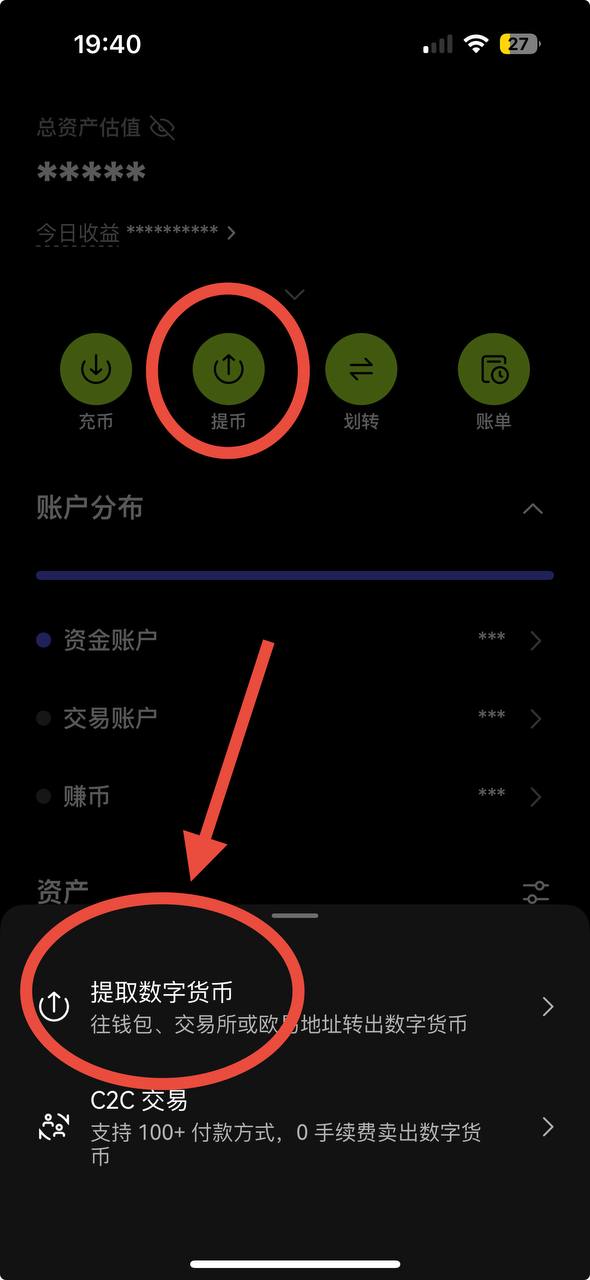 19:40
27
总资产估值
*****
今日收益 **********
充币
提币
划转
账单
账户分布
资金账户 ***
交易账户 ***
赚币 ***
资产
提取数字货币
往钱包、交易所或欧易地址转出数字货币
C2C 交易
支持 100+ 付款方式，0 手续费卖出数字货
币